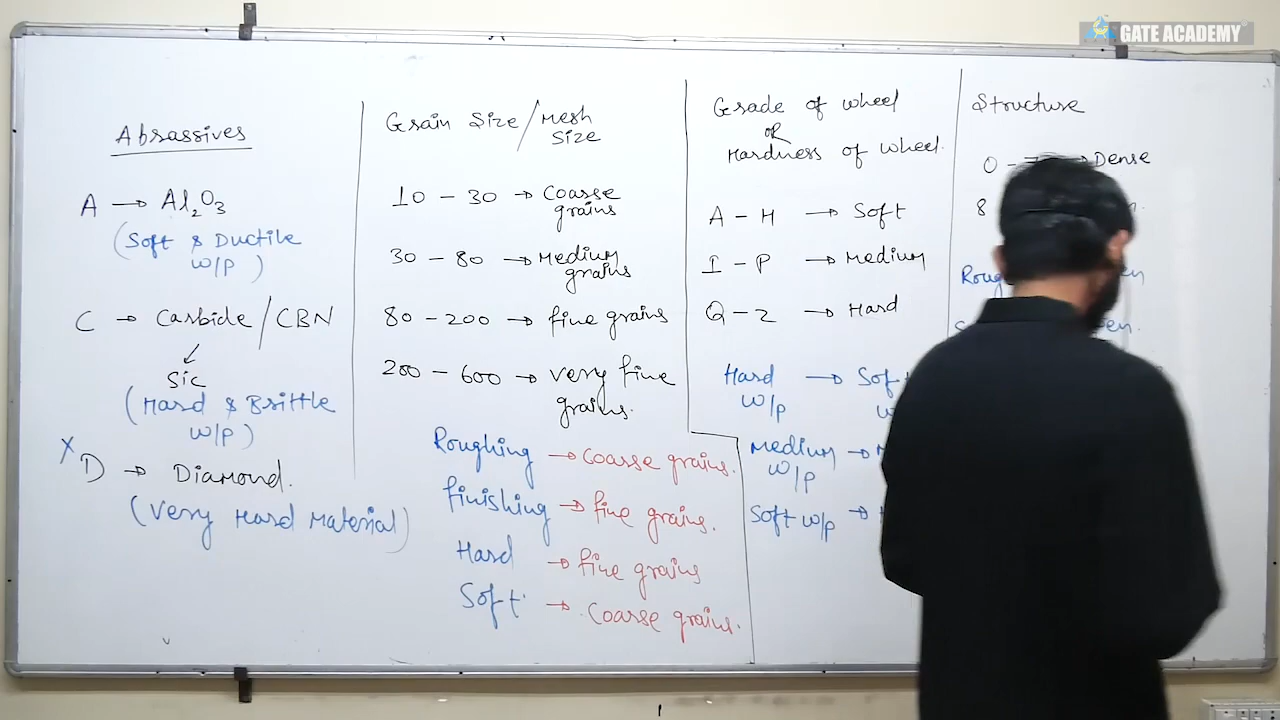 GATE ACADEMY
Abrassives
A → Al2O3
(Soft & Ductile
w/p)
C → Carbide/CBN
↙
Sic
(Hard & Brittle
w/p)
x D → Diamond.
(Very Hard Material)
Grain Size/Mesh
Size
10 - 30 → Coarse
grains
30 - 80 → Medium
grains
80 - 200 → fine grains
200 - 600 → very fine
grains.
Roughing → Coarse grains.
finishing → fine grains.
Hard → fine grains
Soft → Coarse grains.
Grade of wheel
OR
Hardness of wheel.
A - H → Soft
I - P → Medium
Q - Z → Hard
Hard →
w/p
Medium →
w/p
Soft w/p →
Structure
0 - → Dense
8